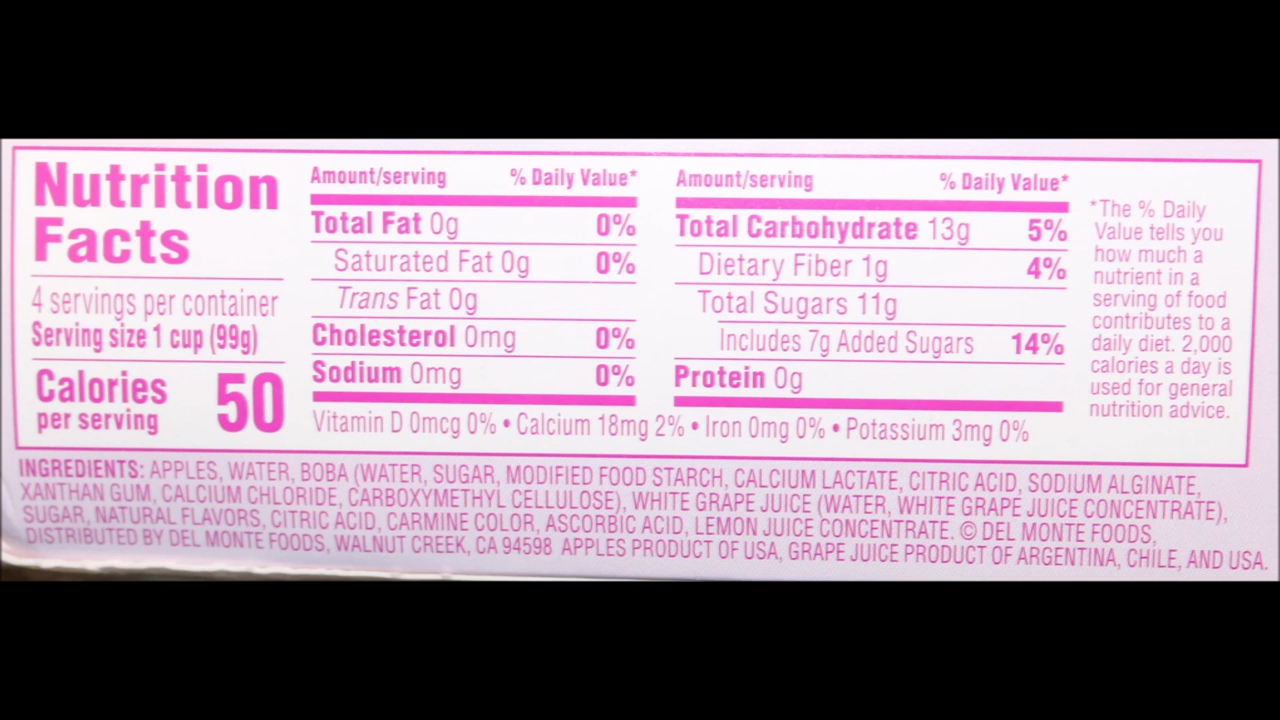 Nutrition
Facts
4 servings per container
Serving size 1 cup (99g)
Calories
per serving
50
Amount/serving % Daily Value*
Total Fat 0g 0%
Saturated Fat 0g 0%
Trans Fat 0g
Cholesterol 0mg 0%
Sodium 0mg 0%
Amount/serving % Daily Value*
Total Carbohydrate 13g 5%
Dietary Fiber 1g 4%
Total Sugars 11g
Includes 7g Added Sugars 14%
Protein 0g
Vitamin D 0mcg 0% • Calcium 18mg 2% • Iron 0mg 0% • Potassium 3mg 0%
*The % Daily
Value tells you
how much a
nutrient in a
serving of food
contributes to a
daily diet. 2,000
calories a day is
used for general
nutrition advice.
INGREDIENTS: APPLES, WATER, BOBA (WATER, SUGAR, MODIFIED FOOD STARCH, CALCIUM LACTATE, CITRIC ACID, SODIUM ALGINATE,
XANTHAN GUM, CALCIUM CHLORIDE, CARBOXYMETHYL CELLULOSE), WHITE GRAPE JUICE (WATER, WHITE GRAPE JUICE CONCENTRATE),
SUGAR, NATURAL FLAVORS, CITRIC ACID, CARMINE COLOR, ASCORBIC ACID, LEMON JUICE CONCENTRATE. © DEL MONTE FOODS,
DISTRIBUTED BY DEL MONTE FOODS, WALNUT CREEK, CA 94598 APPLES PRODUCT OF USA, GRAPE JUICE PRODUCT OF ARGENTINA, CHILE, AND USA.